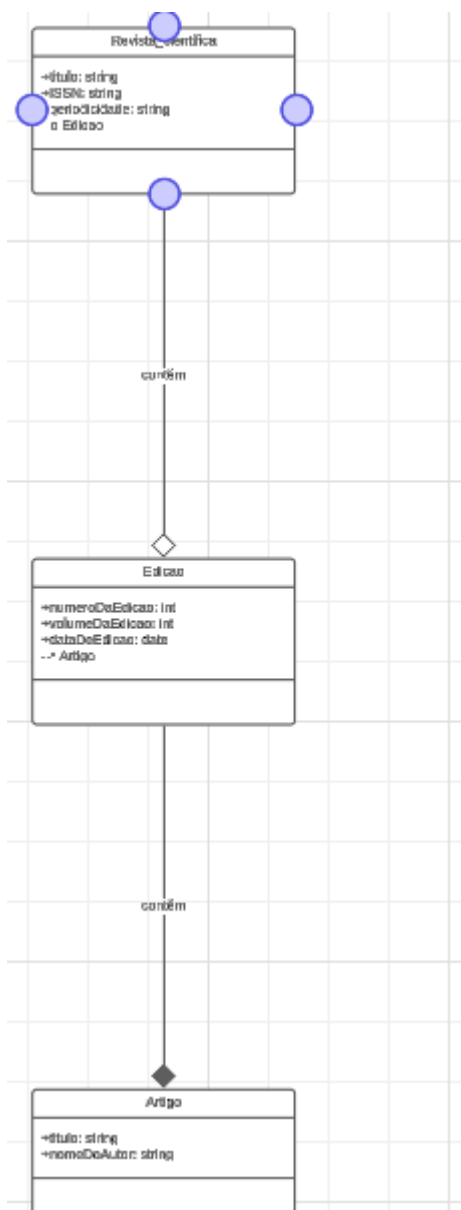 Revista_Cientifica
+titulo: string
+ISSN: string
periodicidade: string
o Edicao
contém
Edicao
+numeroDaEdicao: int
+volumeDaEdicao: int
+dataDeEdicao: date
--* Artigo
contém
Artigo
+titulo: string
+nomeDoAutor: string